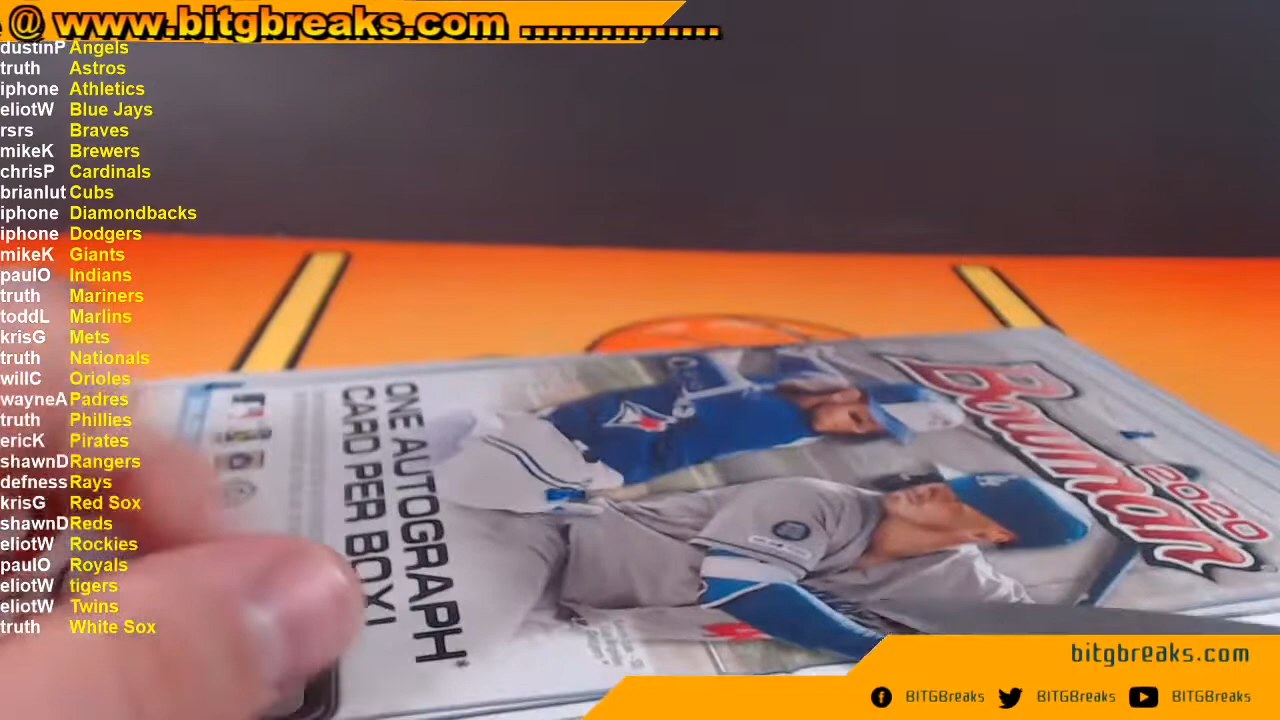 @ www.bitgbreaks.com ..............
dustinP Angels
truth Astros
iphone Athletics
eliotW Blue Jays
rsrs Braves
mikeK Brewers
chrisP Cardinals
brianlut Cubs
iphone Diamondbacks
iphone Dodgers
mikeK Giants
paulO Indians
truth Mariners
toddL Marlins
krisG Mets
truth Nationals
willC Orioles
wayneA Padres
truth Phillies
ericK Pirates
shawnD Rangers
defness Rays
krisG Red Sox
shawnD Reds
eliotW Rockies
paulO Royals
eliotW tigers
eliotW Twins
truth White Sox
2020
Bowman
ONE AUTOGRAPH*
CARD PER BOX!
bitgbreaks.com
BITGBreaks BITGBreaks BITGBreaks